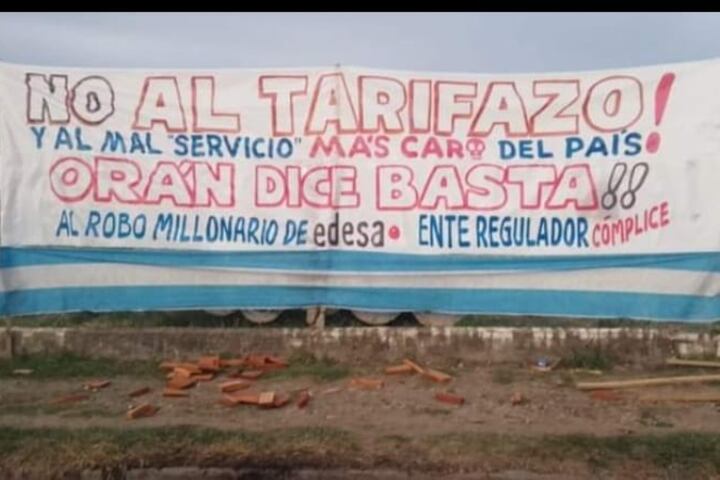 NO AL TARIFAZO!
Y AL MAL "SERVICIO" MÁS CARO DEL PAÍS!
ORÁN DICE BASTA!!
AL ROBO MILLONARIO DE edesa. ENTE REGULADOR CÓMPLICE